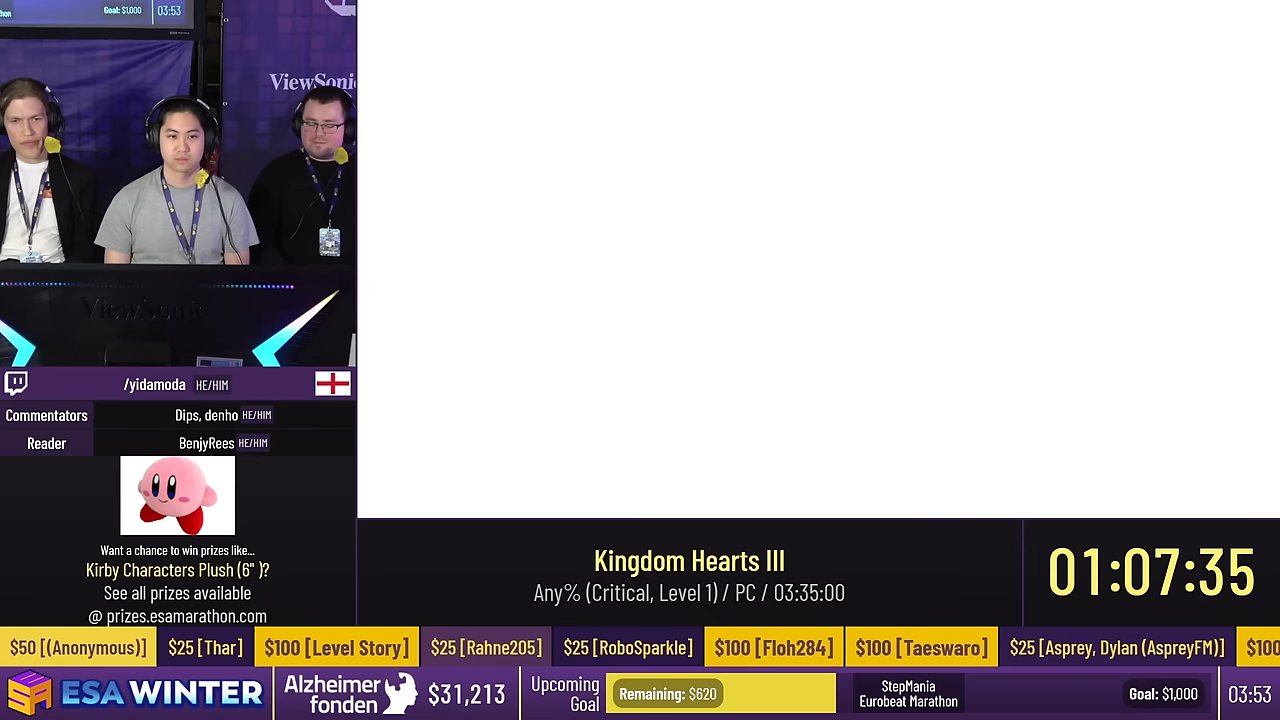 Goal: $1,000
03:53
ViewSonic
ViewSonic
/yidamoda HE/HIM
Commentators Dips, denho HE/HIM
Reader BenjyRees HE/HIM
Want a chance to win prizes like...
Kirby Characters Plush (6" )?
See all prizes available
@ prizes.esamarathon.com
Kingdom Hearts III
Any% (Critical, Level 1) / PC / 03:35:00
01:07:35
$50 [(Anonymous)] $25 [Thar] $100 [Level Story] $25 [Rahne205] $25 [RoboSparkle] $100 [Floh284] $100 [Taeswaro] $25 [Asprey, Dylan (AspreyFM)] $100
ESA WINTER
Alzheimer
fonden
$31,213
Upcoming
Goal
Remaining: $620
StepMania
Eurobeat Marathon
Goal: $1,000
03:53